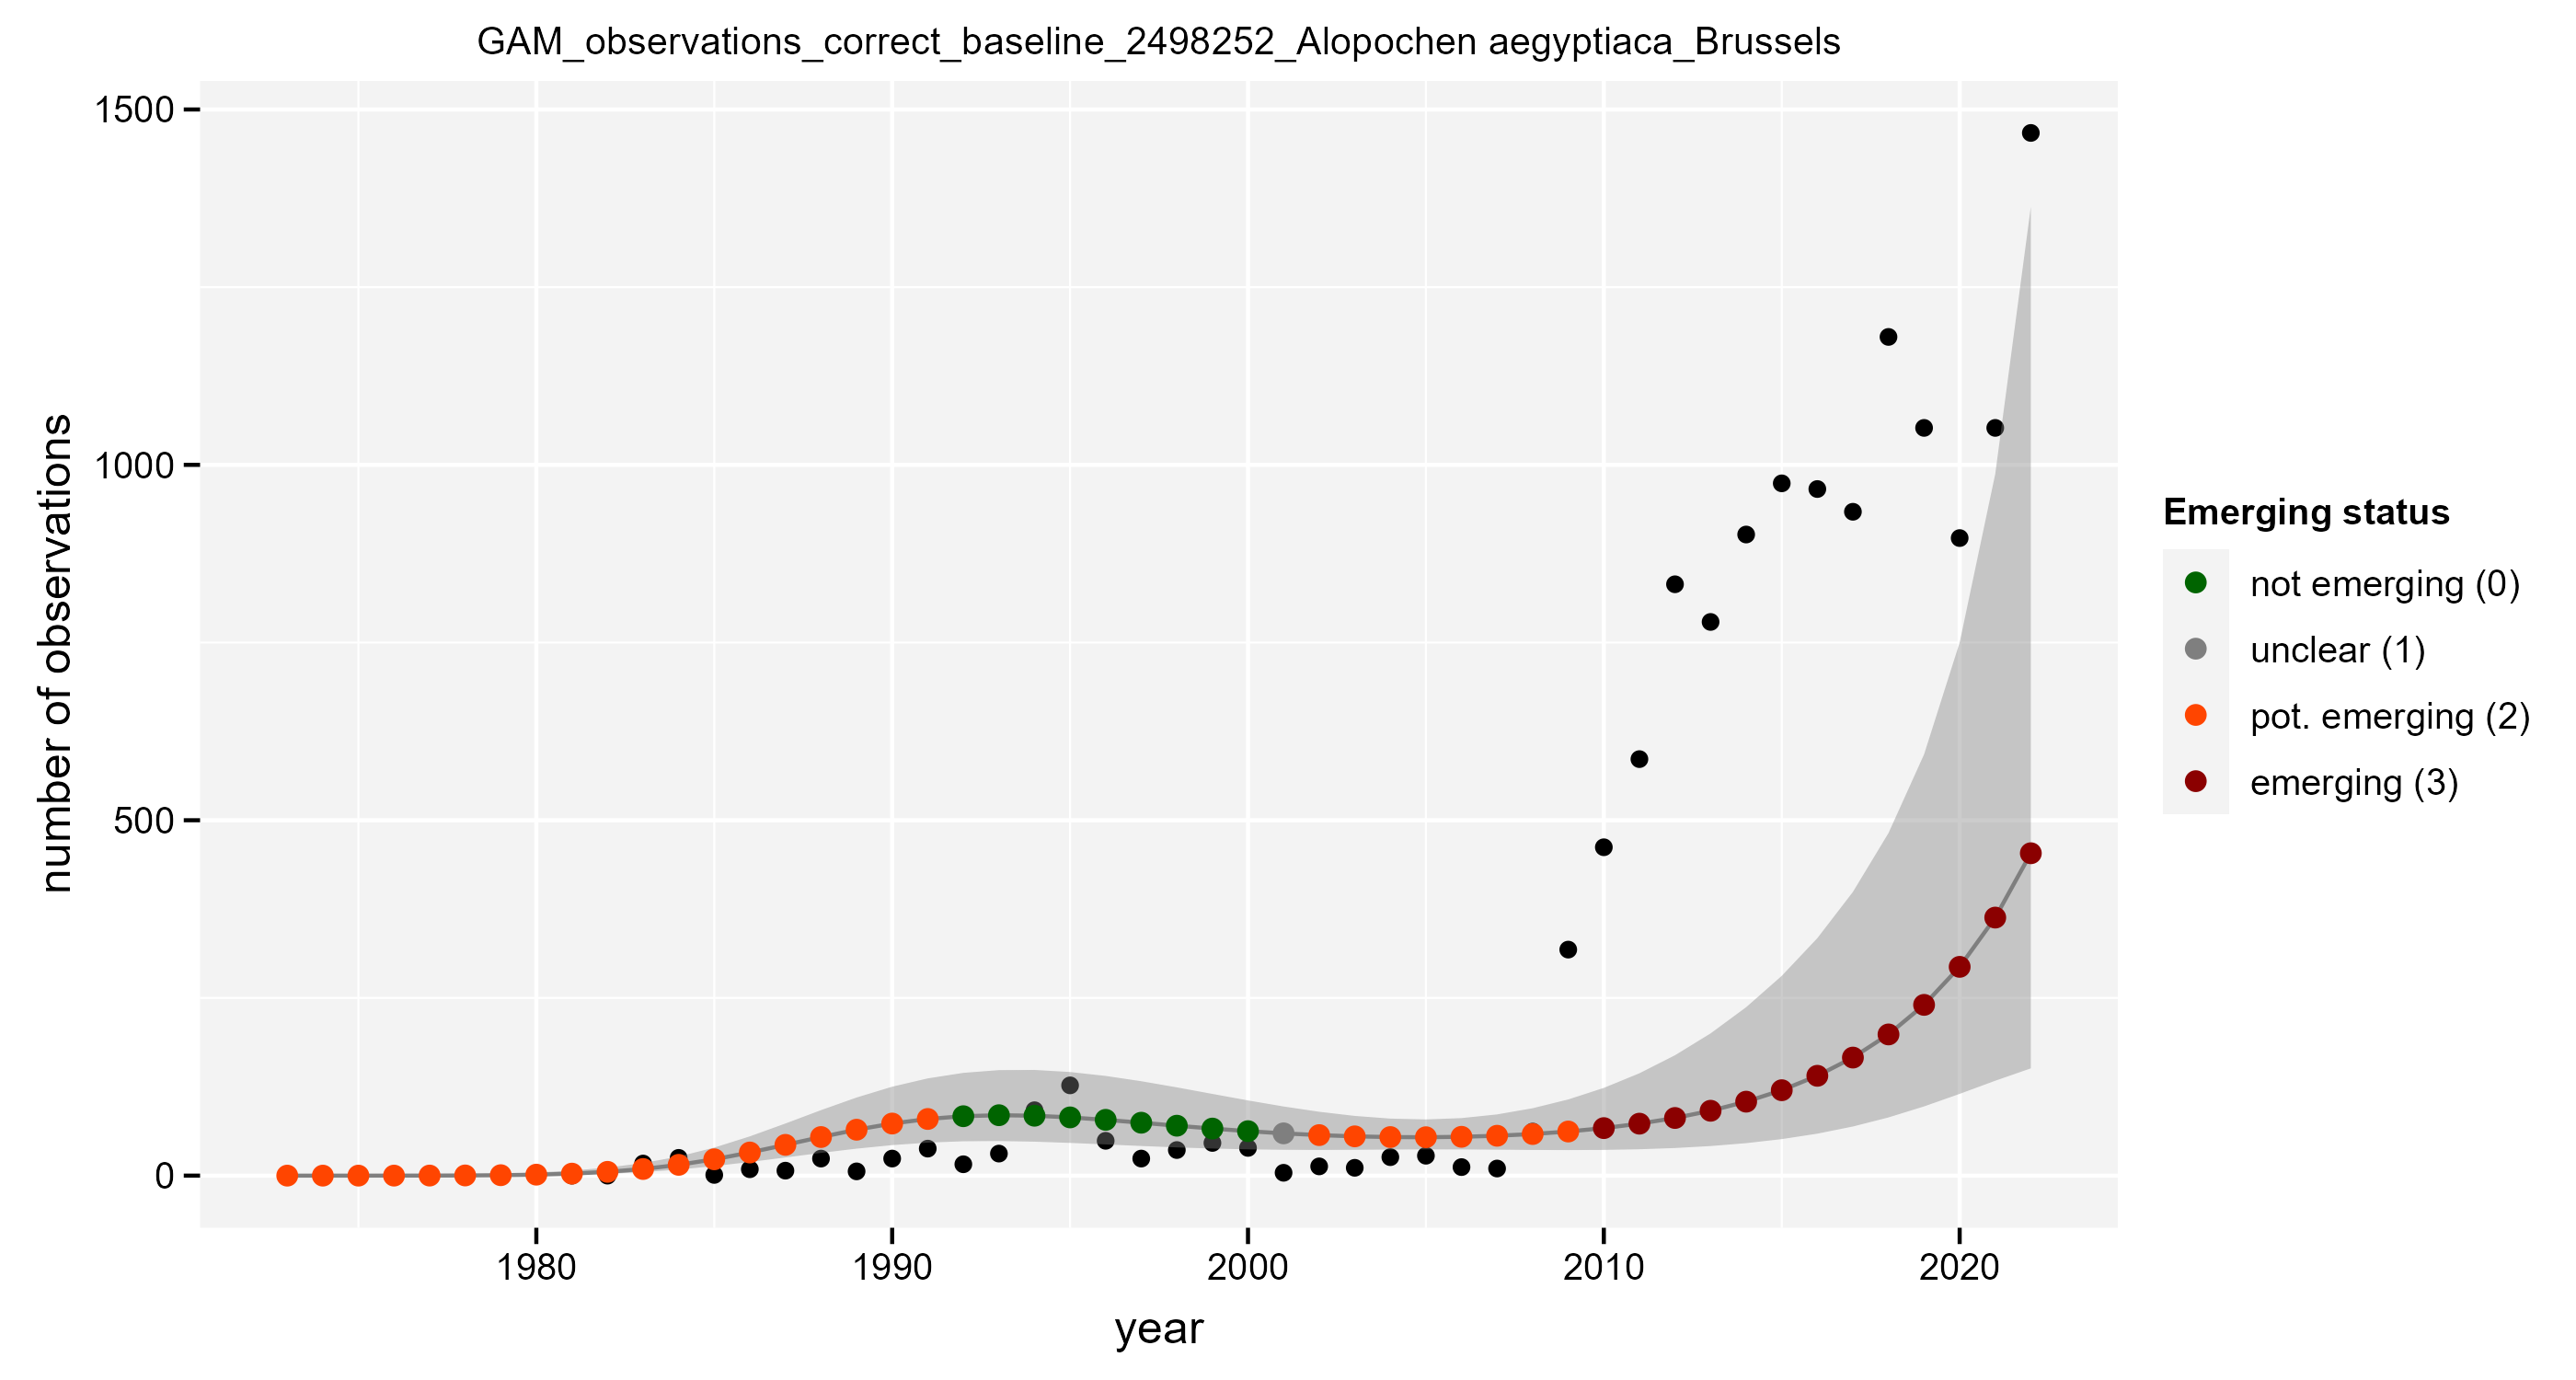 GAM_observations_correct_baseline_2498252_Alopochen aegyptiaca_Brussels
1500
1000
500
0
number of observations
1980
1990
2000
2010
2020
year
Emerging status
not emerging (0)
unclear (1)
pot. emerging (2)
emerging (3)